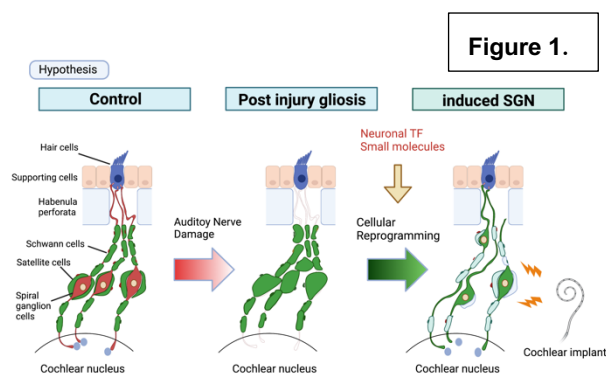 Figure 1.
Hypothesis
Control
Post injury gliosis
induced SGN
Neuronal TF
Small molecules
Hair cells
Supporting cells
Habenula
perforata
Auditoy Nerve
Damage
Cellular
Reprogramming
Schwann cells
Satellite cells
Spiral
ganglion
cells
Cochlear nucleus
Cochlear nucleus
Cochlear nucleus
Cochlear implant